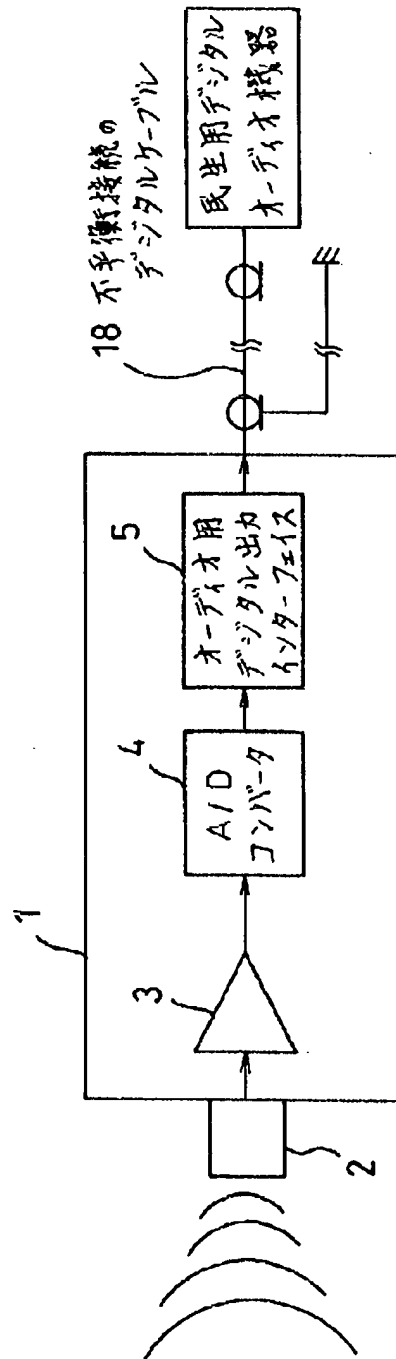 1
2
3
4
A/D
コンバータ
5
オーディオ用
デジタル出力
インターフェイス
18 不平衡接続の
デジタルケーブル
民生用デジタル
オーディオ機器